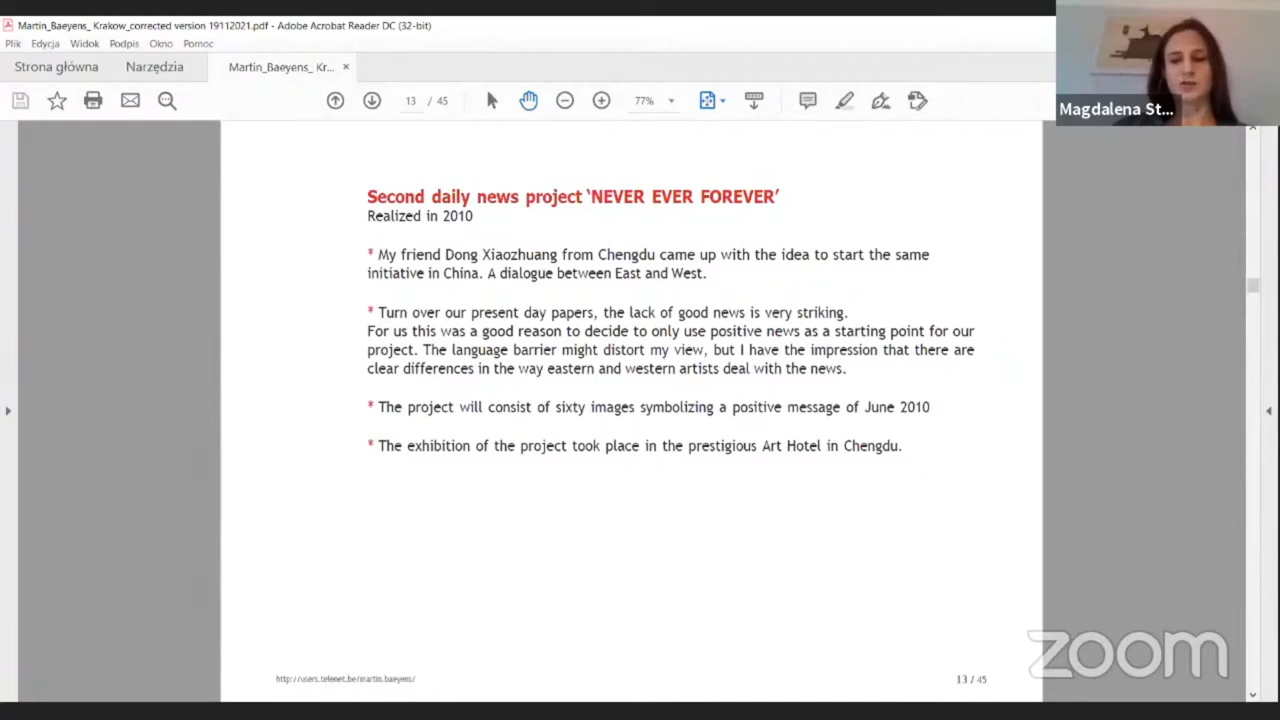 Martin_Baeyens_ Krakow_corrected version 19112021.pdf - Adobe Acrobat Reader DC (32-bit)
Plik Edycja Widok Podpis Okno Pomoc
Strona główna Narzędzia Martin_Baeyens_ Kr... ×
13 / 45 77%
Magdalena St...
Second daily news project ‘NEVER EVER FOREVER’
Realized in 2010
* My friend Dong Xiaozhuang from Chengdu came up with the idea to start the same
initiative in China. A dialogue between East and West.
* Turn over our present day papers, the lack of good news is very striking.
For us this was a good reason to decide to only use positive news as a starting point for our
project. The language barrier might distort my view, but I have the impression that there are
clear differences in the way eastern and western artists deal with the news.
* The project will consist of sixty images symbolizing a positive message of June 2010
* The exhibition of the project took place in the prestigious Art Hotel in Chengdu.
zoom
http://users.telenet.be/martin.baeyens/ 13 / 45